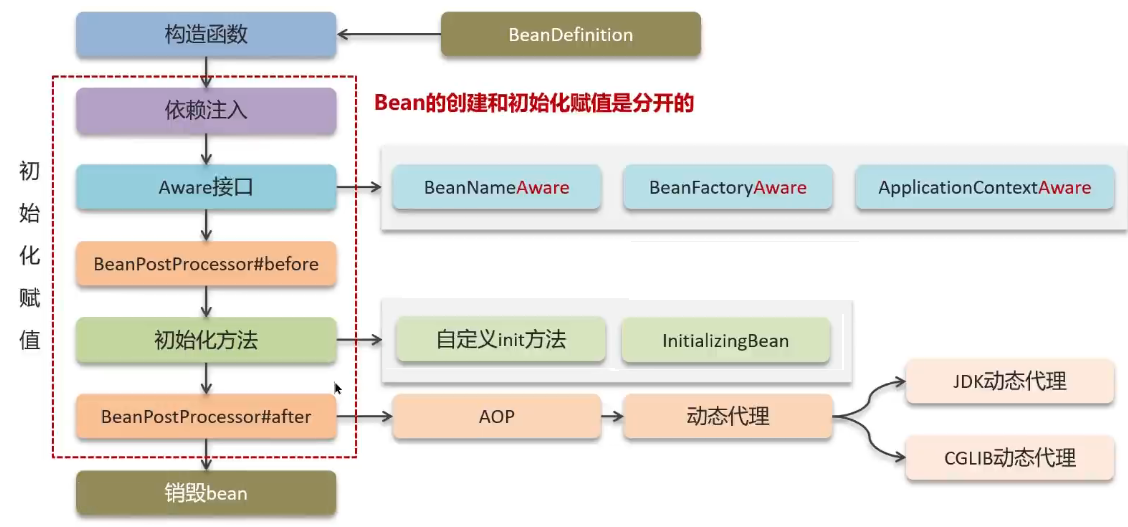 构造函数
BeanDefinition
Bean的创建和初始化赋值是分开的
初始化赋值
依赖注入
Aware接口
BeanNameAware
BeanFactoryAware
ApplicationContextAware
BeanPostProcessor#before
初始化方法
自定义init方法
InitializingBean
BeanPostProcessor#after
AOP
动态代理
JDK动态代理
CGLIB动态代理
销毁bean